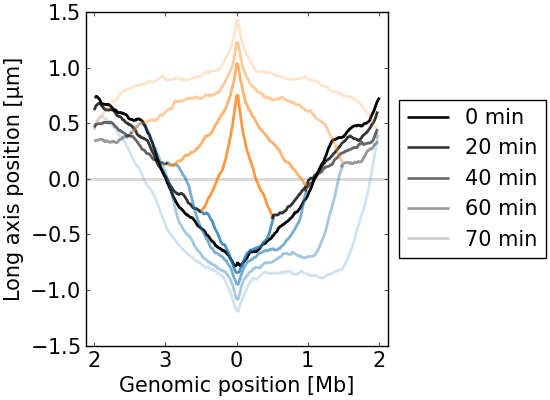 Long axis position [µm]
1.5
1.0
0.5
0.0
−0.5
−1.0
−1.5
2 3 0 1 2
Genomic position [Mb]
0 min
20 min
40 min
60 min
70 min